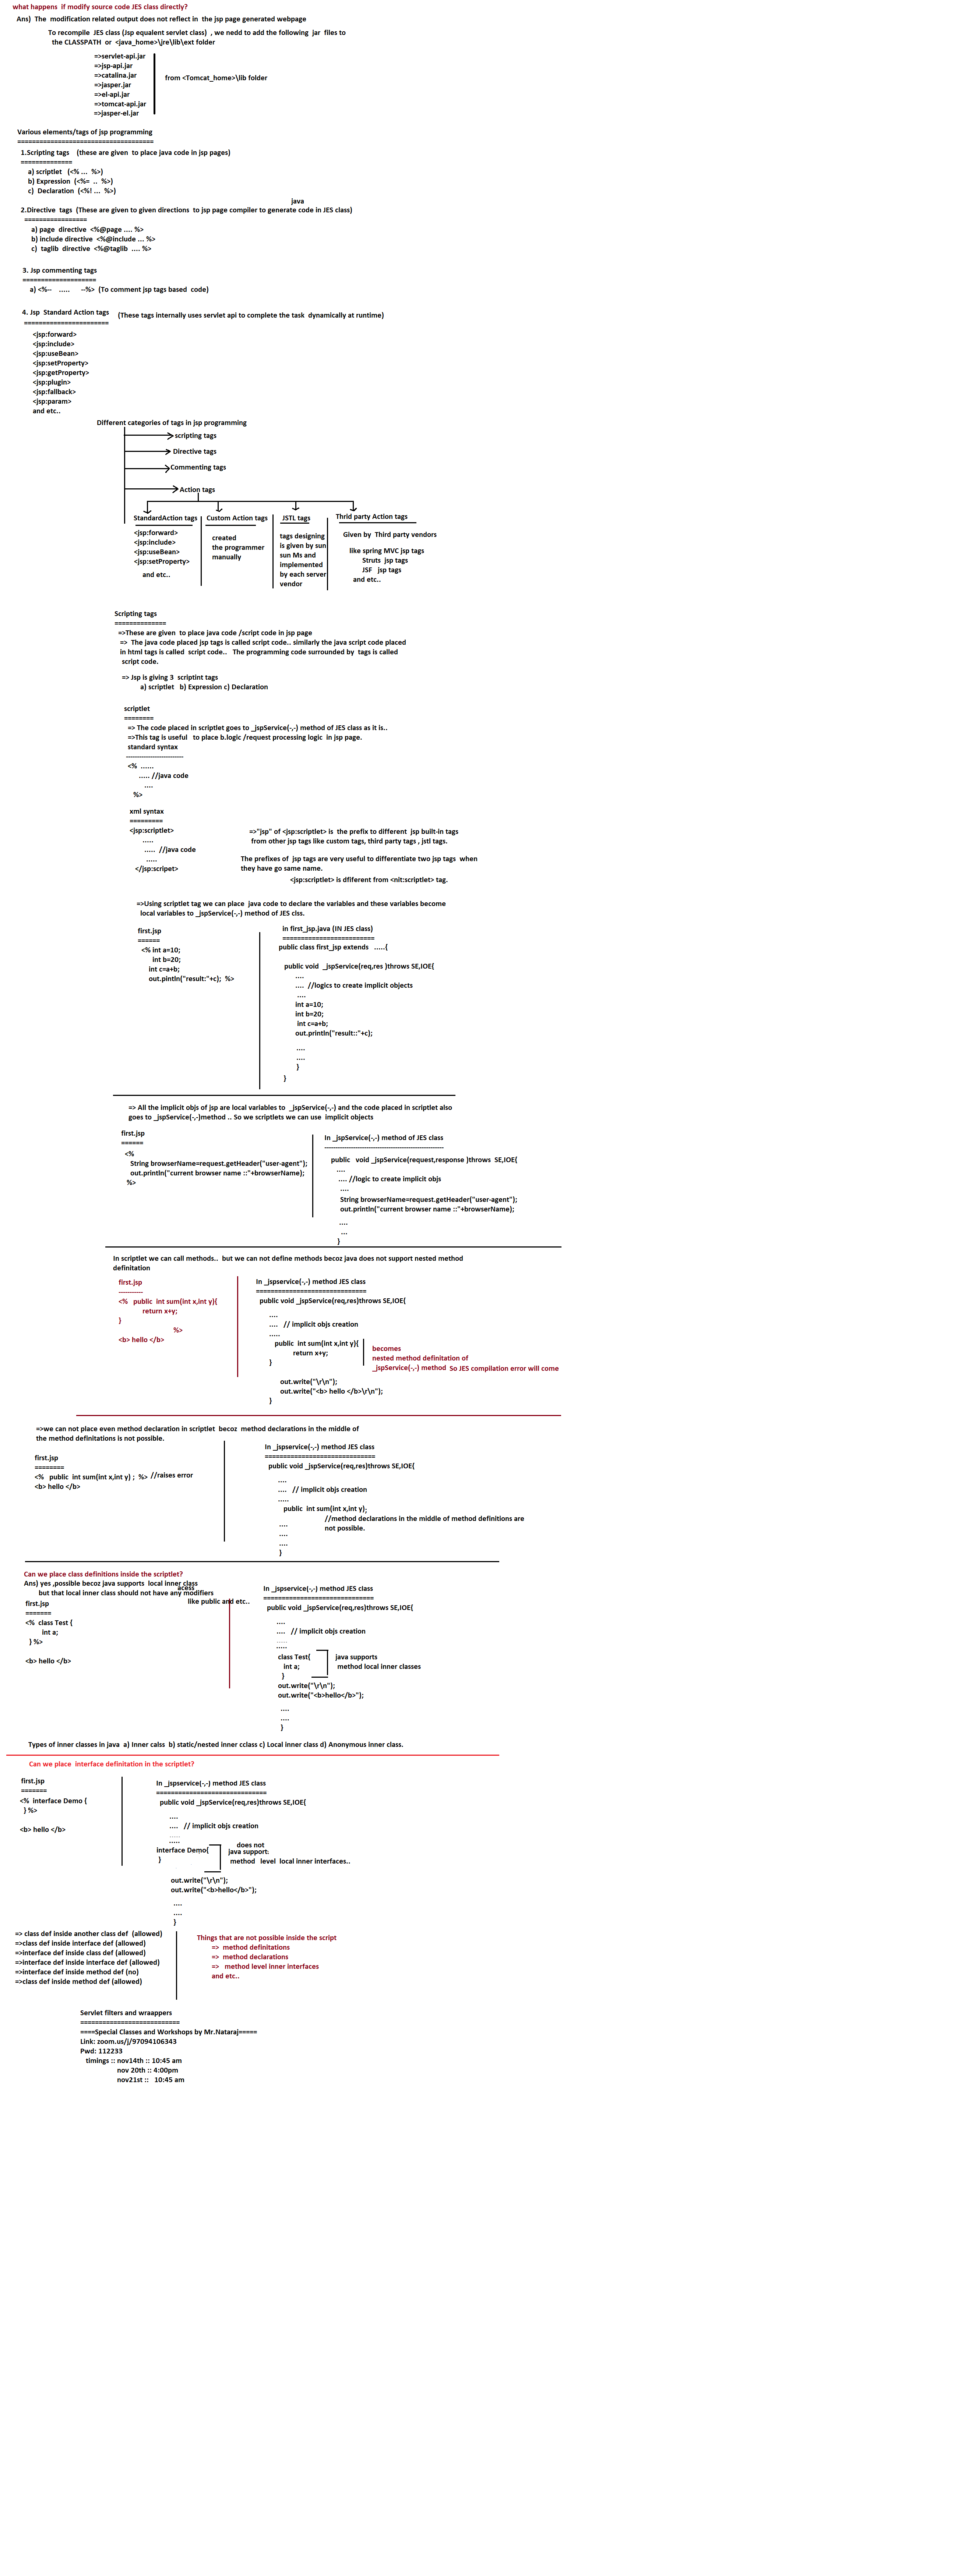 what happens  if modify source code JES class directly?
Ans)  The  modification related output does not reflect in  the jsp page generated webpage
To recompile  JES class (Jsp equalent servlet class)  , we nedd to add the following  jar  files to
the CLASSPATH  or  <java_home>\jre\lib\ext folder
=>servlet-api.jar
=>jsp-api.jar
=>catalina.jar
from <Tomcat_home>\lib folder
=>jasper.jar
=>el-api.jar
=>tomcat-api.jar
=>jasper-el.jar
Various elements/tags of jsp programming
=====================================
1.Scripting tags    (these are given  to place java code in jsp pages)
==============
a) scriptlet   (<% ...  %>)
b) Expression  (<%=  ..  %>)
c)  Declaration  (<%! ...  %>)
java
2.Directive  tags  (These are given to given directions  to jsp page compiler to generate code in JES class)
=================
a) page  directive  <%@page .... %>
b) include directive  <%@include ... %>
c)  taglib  directive  <%@taglib  .... %>
3. Jsp commenting tags
====================
a) <%--    .....      --%>  (To comment jsp tags based  code)
4. Jsp  Standard Action tags     (These tags internally uses servlet api to complete the task  dynamically at runtime)
=======================
<jsp:forward>
<jsp:include>
<jsp:useBean>
<jsp:setProperty>
<jsp:getProperty>
<jsp:plugin>
<jsp:fallback>
<jsp:param>
and etc..
Different categories of tags in jsp programming
scripting tags
Directive tags
Commenting tags
Action tags
StandardAction tags   Custom Action tags   JSTL tags   Thrid party Action tags
<jsp:forward>
<jsp:include>
<jsp:useBean>
<jsp:setProperty>
and etc..
created
the programmer
manually
tags designing
is given by sun
sun Ms and
implemented
by each server
vendor
Given by  Third party vendors
like spring MVC jsp tags
Struts  jsp tags
JSF   jsp tags
and etc..
Scripting tags
==============
=>These are given  to place java code /script code in jsp page
=>  The java code placed jsp tags is called script code.. similarly the java script code placed
in html tags is called  script code..   The programming code surrounded by  tags is called
script code.
=> Jsp is giving 3  scriptint tags
a) scriptlet   b) Expression c) Declaration
scriptlet
========
=> The code placed in scriptlet goes to _jspService(-,-) method of JES class as it is..
=>This tag is useful   to place b.logic /request processing logic  in jsp page.
standard syntax
---------------------------
<%  ......
..... //java code
....
%>
xml syntax
=========
<jsp:scriptlet>
.....
.....  //java code
.....
</jsp:scripet>
=>"jsp" of <jsp:scriptlet> is  the prefix to different  jsp built-in tags
from other jsp tags like custom tags, third party tags , jstl tags.
The prefixes of  jsp tags are very useful to differentiate two jsp tags  when
they have go same name.
<jsp:scriptlet> is dfiferent from <nit:scriptlet> tag.
=>Using scriptlet tag we can place  java code to declare the variables and these variables become
local variables to _jspService(-,-) method of JES clss.
first.jsp
======
<% int a=10;
int b=20;
int c=a+b;
out.pintln("result:"+c);  %>
in first_jsp.java (IN JES class)
=========================
public class first_jsp extends   .....{
public void  _jspService(req,res )throws SE,IOE{
....
....  //logics to create implicit objects
....
int a=10;
int b=20;
int c=a+b;
out.println("result::"+c);
....
....
}
}
=> All the implicit objs of jsp are local variables to  _jspService(-,-) and the code placed in scriptlet also
goes to _jspService(-,-)method .. So we scriptlets we can use  implicit objects
first.jsp
======
<%
String browserName=request.getHeader("user-agent");
out.println("current browser name ::"+browserName);
%>
In _jspService(-,-) method of JES class
--------------------------------------------------------
public   void _jspService(request,response )throws  SE,IOE{
....
.... //logic to create implicit objs
....
String browserName=request.getHeader("user-agent");
out.println("current browser name ::"+browserName);
....
...
}
In scriptlet we can call methods..  but we can not define methods becoz java does not support nested method
definitation
first.jsp
-----------
<%   public  int sum(int x,int y){
return x+y;
}
%>
<b> hello </b>
In _jspservice(-,-) method JES class
==============================
public void _jspService(req,res)throws SE,IOE{
....
....   // implicit objs creation
.....
public  int sum(int x,int y){
return x+y;
}
becomes
nested method definitation of
_jspService(-,-) method  So JES compilation error will come
out.write("\r\n");
out.write("<b> hello </b>\r\n");
}
=>we can not place even method declaration in scriptlet  becoz  method declarations in the middle of
the method definitations is not possible.
first.jsp
========
<%   public  int sum(int x,int y) ;  %>  //raises error
<b> hello </b>
In _jspservice(-,-) method JES class
==============================
public void _jspService(req,res)throws SE,IOE{
....
....   // implicit objs creation
.....
public  int sum(int x,int y);
//method declarations in the middle of method definitions are
not possible.
....
....
....
}
Can we place class definitions inside the scriptlet?
Ans) yes ,possible becoz java supports  local inner class
acess
but that local inner class should not have any modifiers
like public and etc..
first.jsp
=======
<%  class Test {
int a;
} %>
<b> hello </b>
In _jspservice(-,-) method JES class
==============================
public void _jspService(req,res)throws SE,IOE{
....
....   // implicit objs creation
.....
.....
class Test{
int a;
}
java supports
method local inner classes
out.write("\r\n");
out.write("<b>hello</b>");
....
....
}
Types of inner classes in java  a) Inner calss  b) static/nested inner cclass c) Local inner class d) Anonymous inner class.
Can we place  interface definitation in the scriptlet?
first.jsp
=======
<%  interface Demo {
} %>
<b> hello </b>
In _jspservice(-,-) method JES class
==============================
public void _jspService(req,res)throws SE,IOE{
....
....   // implicit objs creation
.....
.....
interface Demo{
}
does not
java support:
method   level  local inner interfaces..
out.write("\r\n");
out.write("<b>hello</b>");
....
....
}
=> class def inside another class def  (allowed)
=>class def inside interface def (allowed)
=>interface def inside class def (allowed)
=>interface def inside interface def (allowed)
=>interface def inside method def (no)
=>class def inside method def (allowed)
Things that are not possible inside the script
=>  method definitations
=>  method declarations
=>   method level inner interfaces
and etc..
Servlet filters and wraappers
===========================
====Special Classes and Workshops by Mr.Nataraj=====
Link: zoom.us/j/97094106343
Pwd: 112233
timings :: nov14th :: 10:45 am
nov 20th :: 4:00pm
nov21st ::   10:45 am